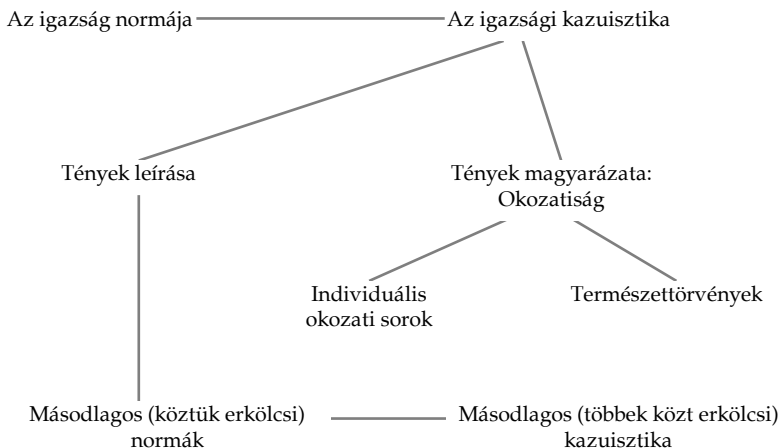 Az igazság normája
Az igazsági kazuisztika
Tények leírása
Tények magyarázata:
Okozatiság
Individuális
okozati sorok
Természettörvények
Másodlagos (köztük erkölcsi)
normák
Másodlagos (többek közt erkölcsi)
kazuisztika